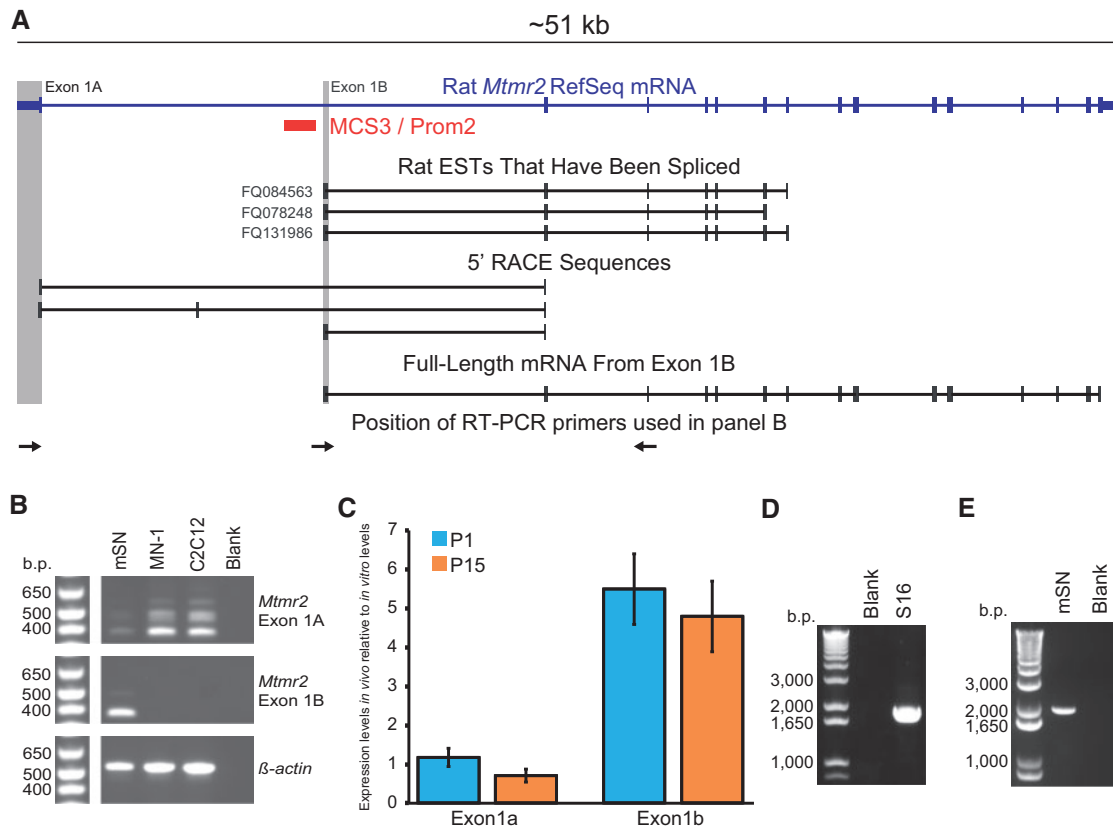 A
~51 kb
Exon 1A
Exon 1B
Rat Mtmr2 RefSeq mRNA
MCS3 / Prom2
Rat ESTs That Have Been Spliced
FQ084563
FQ078248
FQ131986
5' RACE Sequences
Full-Length mRNA From Exon 1B
Position of RT-PCR primers used in panel B
B
b.p.
mSN
MN-1
C2C12
Blank
650
500
400
Mtmr2
Exon 1A
650
500
400
Mtmr2
Exon 1B
650
500
400
ß-actin
C
Expression levels in vivo relative to in vitro levels
7
6
5
4
3
2
1
0
P1
P15
Exon1a
Exon1b
D
b.p.
Blank
S16
3,000
2,000
1,650
1,000
E
b.p.
mSN
Blank
3,000
2,000
1,650
1,000